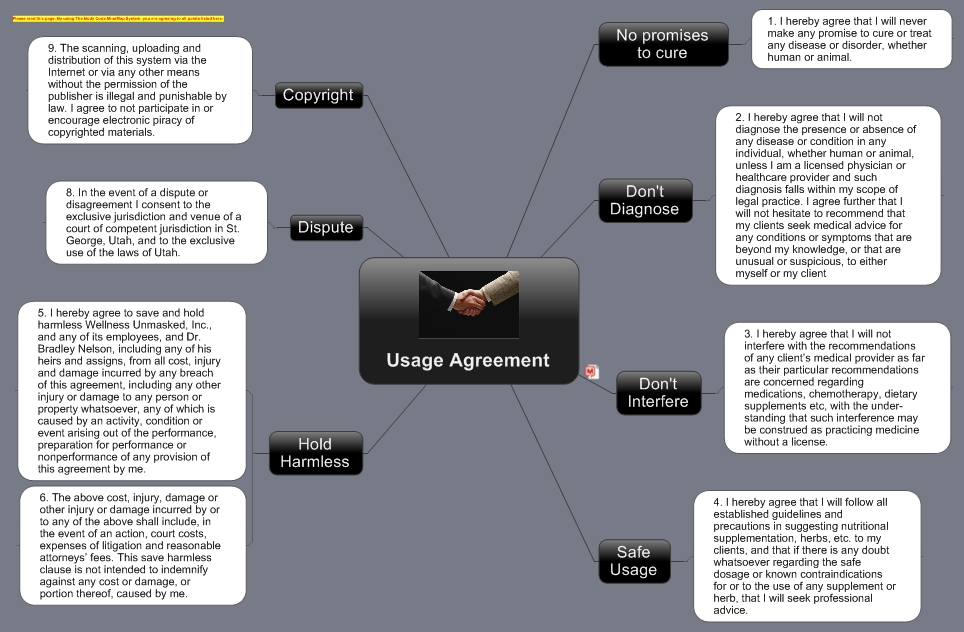 Please read this page. By using The Body Code MindMap System, you are agreeing to all points listed here.
No promises
to cure
1. I hereby agree that I will never
make any promise to cure or treat
any disease or disorder, whether
human or animal.
Don't
Diagnose
2. I hereby agree that I will not
diagnose the presence or absence of
any disease or condition in any
individual, whether human or animal,
unless I am a licensed physician or
healthcare provider and such
diagnosis falls within my scope of
legal practice. I agree further that I
will not hesitate to recommend that
my clients seek medical advice for
any conditions or symptoms that are
beyond my knowledge, or that are
unusual or suspicious, to either
myself or my client
Don't
Interfere
3. I hereby agree that I will not
interfere with the recommendations
of any client's medical provider as far
as their particular recommendations
are concerned regarding
medications, chemotherapy, dietary
supplements etc, with the under-
standing that such interference may
be construed as practicing medicine
without a license.
Safe
Usage
4. I hereby agree that I will follow all
established guidelines and
precautions in suggesting nutritional
supplementation, herbs, etc. to my
clients, and that if there is any doubt
whatsoever regarding the safe
dosage or known contraindications
for or to the use of any supplement or
herb, that I will seek professional
advice.
Usage Agreement
Hold
Harmless
5. I hereby agree to save and hold
harmless Wellness Unmasked, Inc.,
and any of its employees, and Dr.
Bradley Nelson, including any of his
heirs and assigns, from all cost, injury
and damage incurred by any breach
of this agreement, including any other
injury or damage to any person or
property whatsoever, any of which is
caused by an activity, condition or
event arising out of the performance,
preparation for performance or
nonperformance of any provision of
this agreement by me.
6. The above cost, injury, damage or
other injury or damage incurred by or
to any of the above shall include, in
the event of an action, court costs,
expenses of litigation and reasonable
attorneys' fees. This save harmless
clause is not intended to indemnify
against any cost or damage, or
portion thereof, caused by me.
Dispute
8. In the event of a dispute or
disagreement I consent to the
exclusive jurisdiction and venue of a
court of competent jurisdiction in St.
George, Utah, and to the exclusive
use of the laws of Utah.
Copyright
9. The scanning, uploading and
distribution of this system via the
Internet or via any other means
without the permission of the
publisher is illegal and punishable by
law. I agree to not participate in or
encourage electronic piracy of
copyrighted materials.